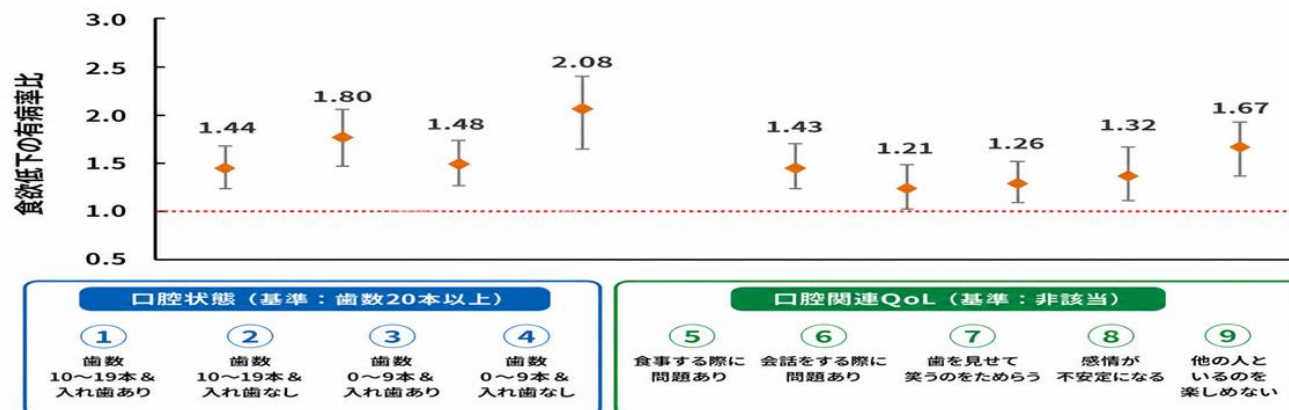 食欲低下の有病率比
3.0
2.5
2.0
1.5
1.0
0.5
1.44
1.80
1.48
2.08
1.43
1.21
1.26
1.32
1.67
口腔状態（基準：歯数20本以上）
①
歯数
10〜19本＆
入れ歯あり
②
歯数
10〜19本＆
入れ歯なし
③
歯数
0〜9本＆
入れ歯あり
④
歯数
0〜9本＆
入れ歯なし
口腔関連QoL（基準：非該当）
⑤
食事する際に
問題あり
⑥
会話をする際に
問題あり
⑦
歯を見せて
笑うのをためらう
⑧
感情が
不安定になる
⑨
他の人と
いるのを
楽しめない